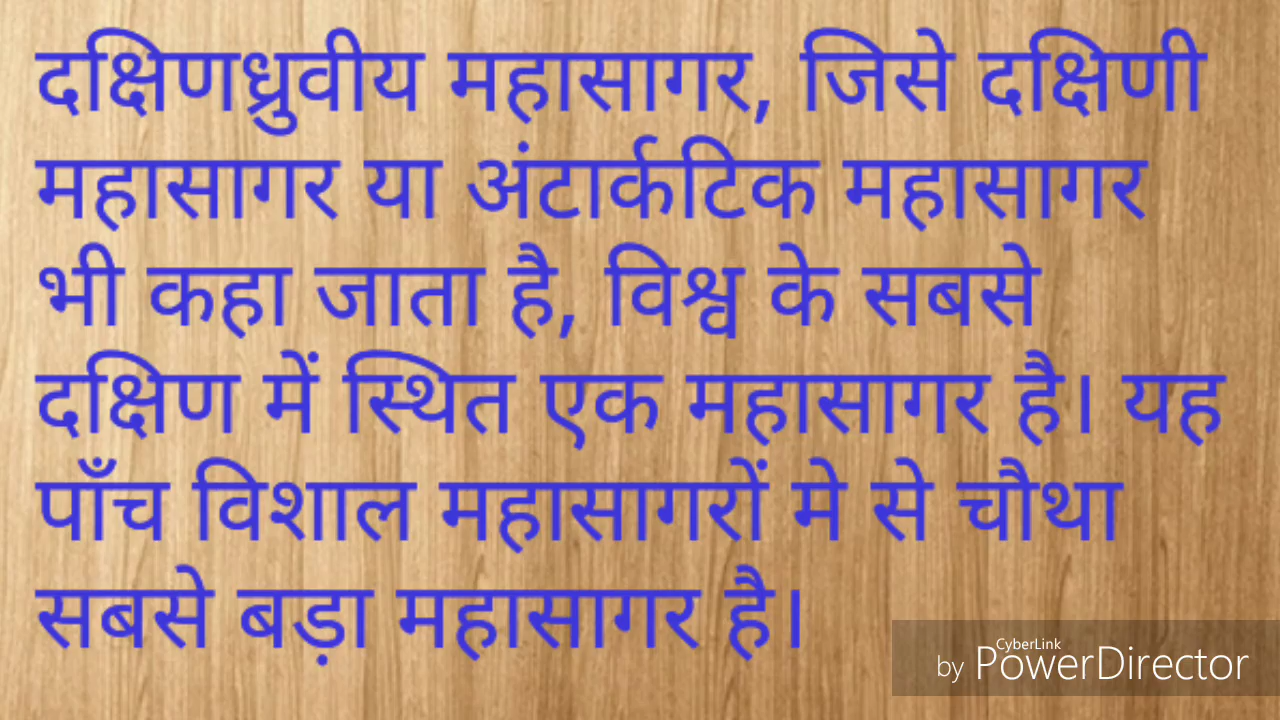 दक्षिणध्रुवीय महासागर, जिसे दक्षिणी
महासागर या अंटार्कटिक महासागर
भी कहा जाता है, विश्व के सबसे
दक्षिण में स्थित एक महासागर है। यह
पाँच विशाल महासागरों मे से चौथा
सबसे बड़ा महासागर है।
CyberLink
by PowerDirector